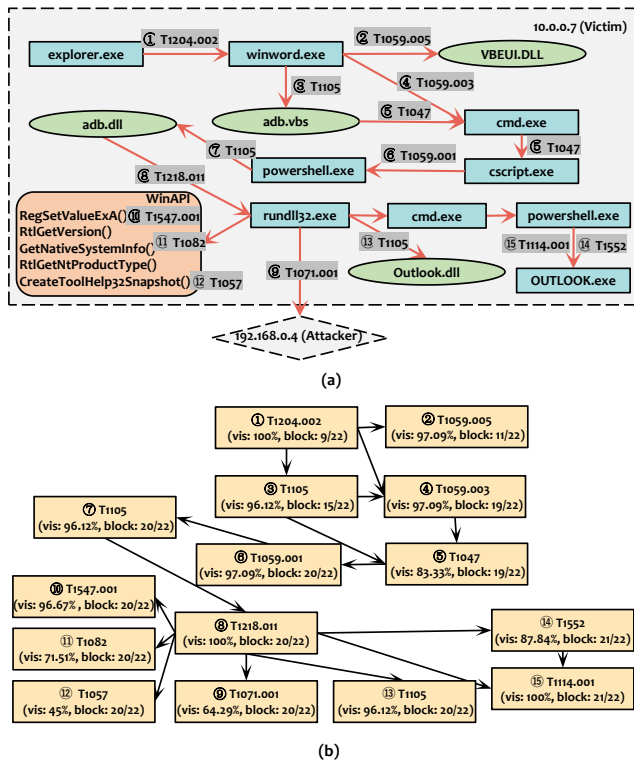 10.0.0.7 (Victim)
① T1204.002
② T1059.005
explorer.exe
winword.exe
VBEUI.DLL
③ T1105
④ T1059.003
adb.dll
adb.vbs
⑤ T1047
cmd.exe
⑦ T1105
⑥ T1059.001
⑤ T1047
powershell.exe
cscript.exe
⑧ T1218.011
WinAPI
RegSetValueExA()
⑩ T1547.001
RtlGetVersion()
⑪ T1082
GetNativeSystemInfo()
RtlGetNtProductType()
CreateToolHelp32Snapshot()
⑫ T1057
rundll32.exe
cmd.exe
powershell.exe
⑬ T1105
⑮ T1114.001
⑭ T1552
⑨ T1071.001
Outlook.dll
OUTLOOK.exe
192.168.0.4 (Attacker)
(a)
① T1204.002
(vis: 100%, block: 9/22)
② T1059.005
(vis: 97.09%, block: 11/22)
③ T1105
(vis: 96.12%, block: 15/22)
④ T1059.003
(vis: 97.09%, block: 19/22)
⑦ T1105
(vis: 96.12%, block: 20/22)
⑥ T1059.001
(vis: 97.09%, block: 20/22)
⑤ T1047
(vis: 83.33%, block: 19/22)
⑩ T1547.001
(vis: 96.67%, block: 20/22)
⑧ T1218.011
(vis: 100%, block: 20/22)
⑭ T1552
(vis: 87.84%, block: 21/22)
⑪ T1082
(vis: 71.51%, block: 20/22)
⑫ T1057
(vis: 45%, block: 20/22)
⑨ T1071.001
(vis: 64.29%, block: 20/22)
⑬ T1105
(vis: 96.12%, block: 20/22)
⑮ T1114.001
(vis: 100%, block: 21/22)
(b)